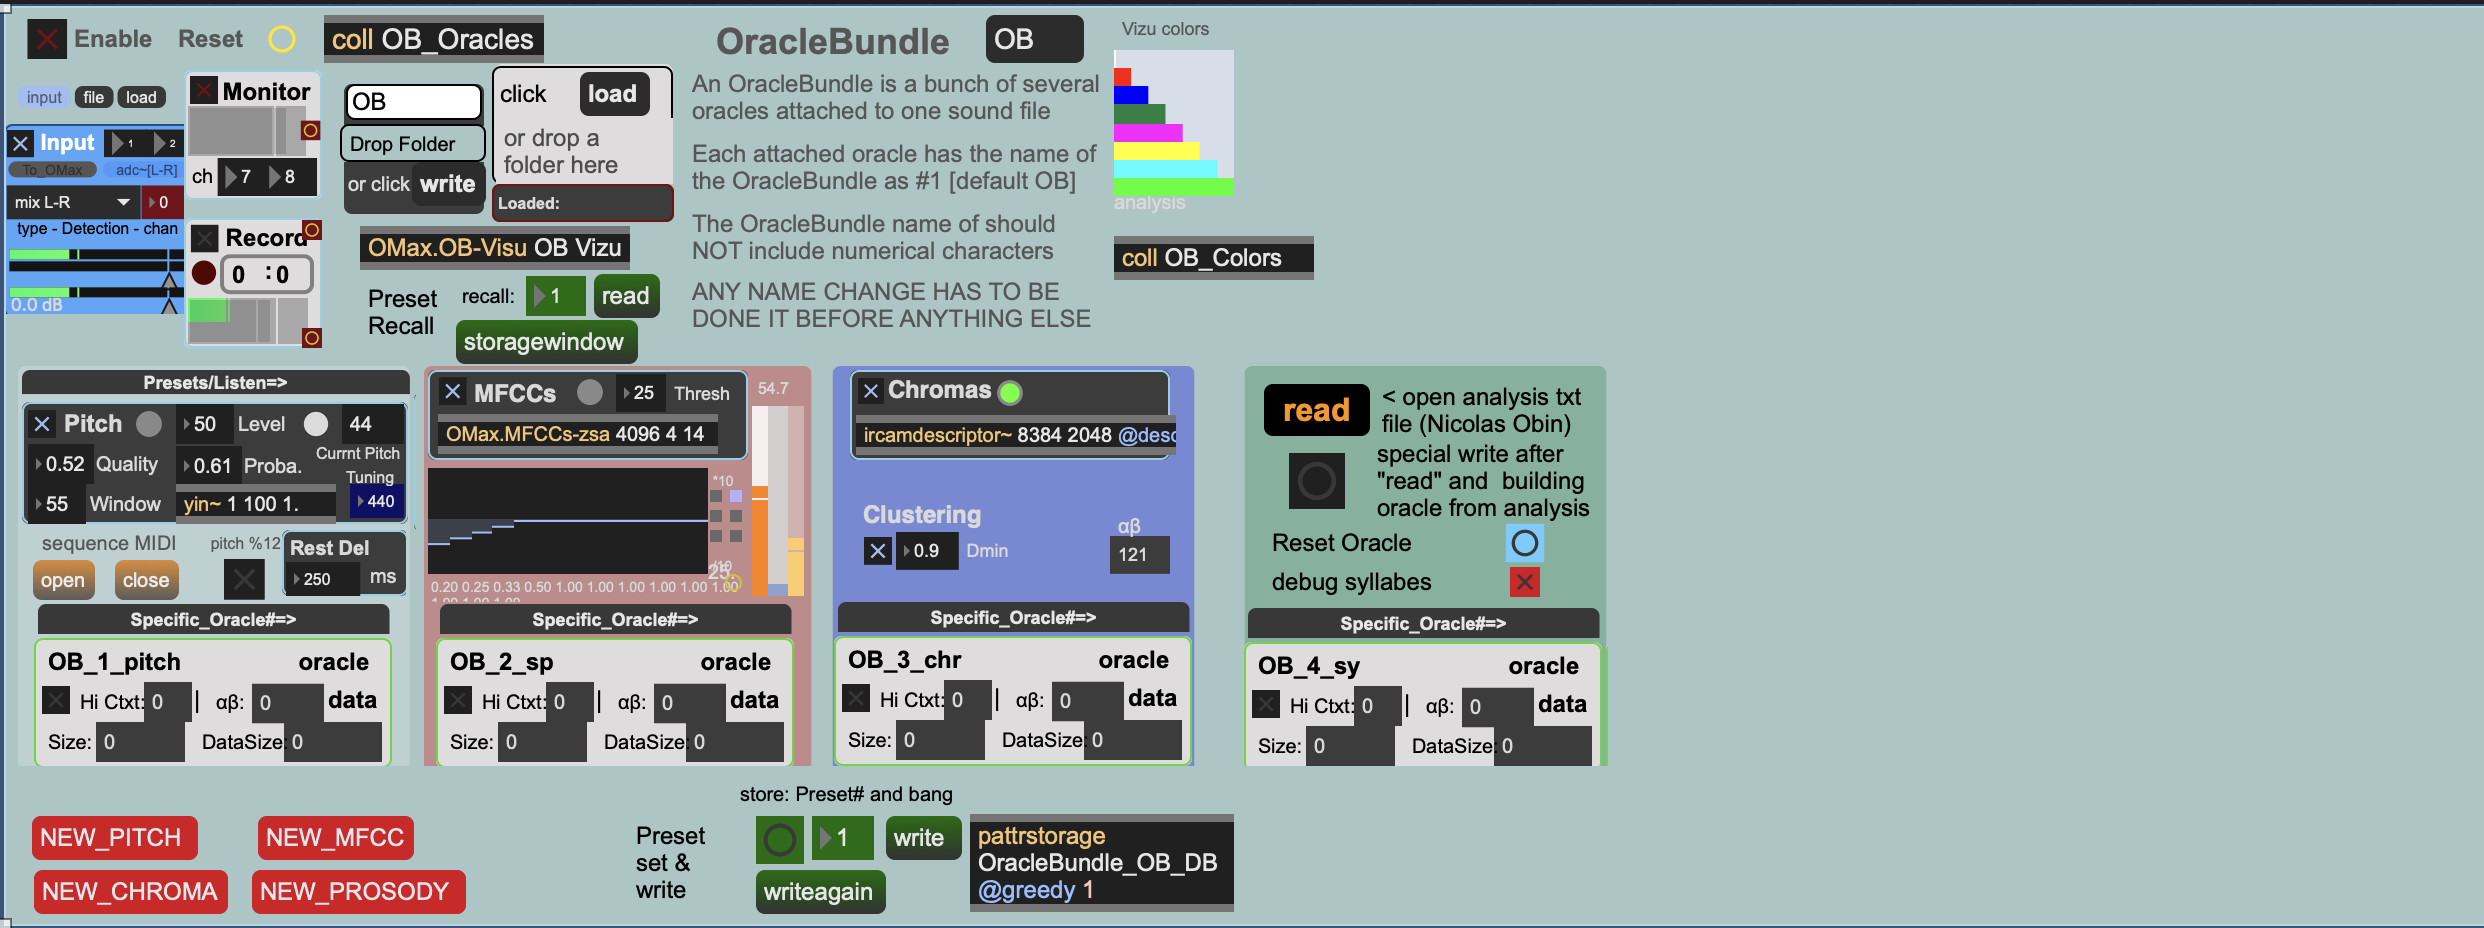 Enable
Reset
coll OB_Oracles
OracleBundle
OB
Vizu colors
input
file
load
Monitor
ch
7
8
Input
1
2
To_OMax
adc~[L-R]
mix L-R
0
type - Detection - chan
0.0 dB
Record
0 :0
OB
Drop Folder
or click
write
click
load
or drop a
folder here
Loaded:
OMax.OB-Visu OB Vizu
Preset
Recall
recall:
1
read
storagewindow
An OracleBundle is a bunch of several
oracles attached to one sound file
Each attached oracle has the name of
the OracleBundle as #1 [default OB]
The OracleBundle name of should
NOT include numerical characters
ANY NAME CHANGE HAS TO BE
DONE IT BEFORE ANYTHING ELSE
analysis
coll OB_Colors
Presets/Listen=>
Pitch
50
Level
44
0.52
Quality
0.61
Proba.
Currnt Pitch
Tuning
55
Window
yin~ 1 100 1.
440
sequence MIDI
pitch %12
open
close
Rest Del
250
ms
Specific_Oracle#=>
OB_1_pitch
oracle
Hi Ctxt:
0
|
αβ:
0
data
Size:
0
DataSize:
0
MFCCs
25
Thresh
54.7
OMax.MFCCs-zsa 4096 4 14
*10
/10
25.
0.20 0.25 0.33 0.50 1.00 1.00 1.00 1.00 1.00 1.00
1.00 1.00 1.00
Specific_Oracle#=>
OB_2_sp
oracle
Hi Ctxt:
0
|
αβ:
0
data
Size:
0
DataSize:
0
Chromas
ircamdescriptor~ 8384 2048 @desc
Clustering
0.9
Dmin
αβ
121
Specific_Oracle#=>
OB_3_chr
oracle
Hi Ctxt:
0
|
αβ:
0
data
Size:
0
DataSize:
0
read
< open analysis txt
file (Nicolas Obin)
special write after
"read" and building
oracle from analysis
Reset Oracle
debug syllabes
Specific_Oracle#=>
OB_4_sy
oracle
Hi Ctxt:
0
|
αβ:
0
data
Size:
0
DataSize:
0
NEW_PITCH
NEW_MFCC
NEW_CHROMA
NEW_PROSODY
store: Preset# and bang
Preset
set &
write
1
write
writeagain
pattrstorage
OracleBundle_OB_DB
@greedy 1